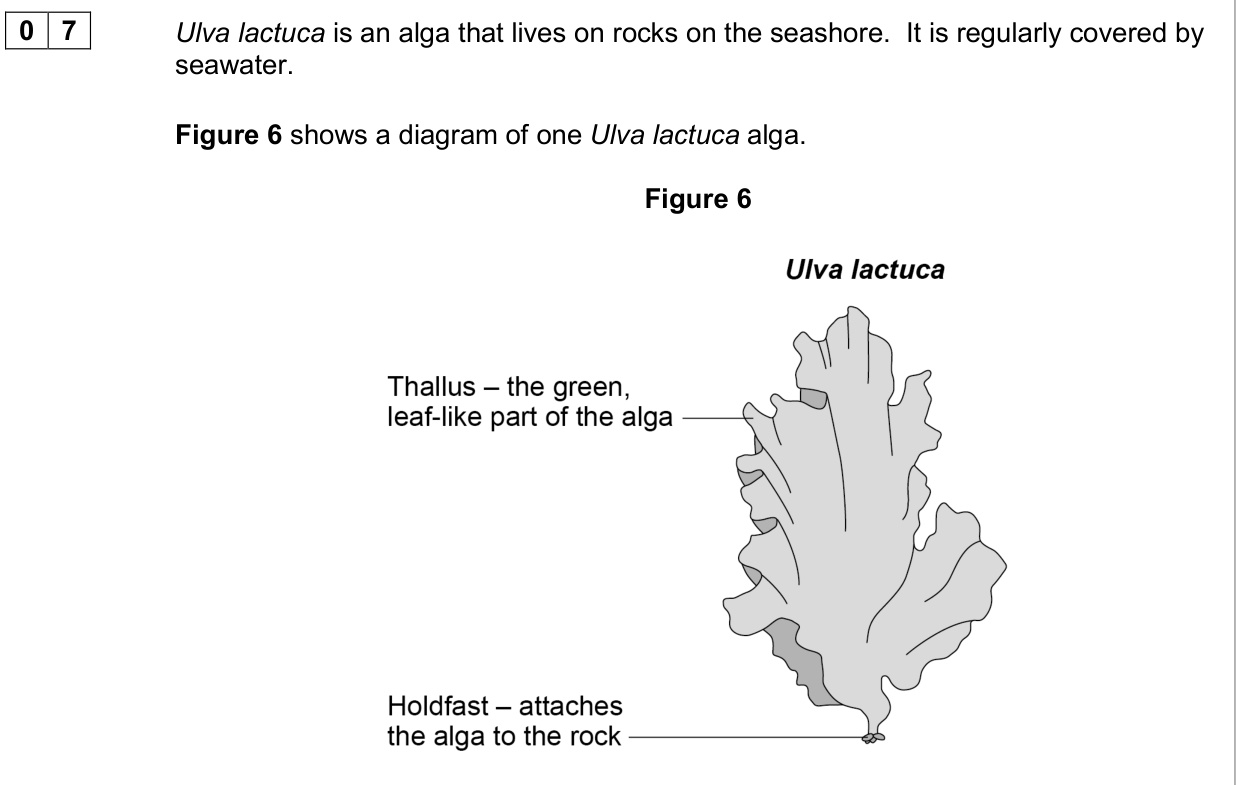 0 7
Ulva lactuca is an alga that lives on rocks on the seashore.  It is regularly covered by
seawater.
Figure 6 shows a diagram of one Ulva lactuca alga.
Figure 6
Ulva lactuca
Thallus – the green,
leaf-like part of the alga
Holdfast – attaches
the alga to the rock